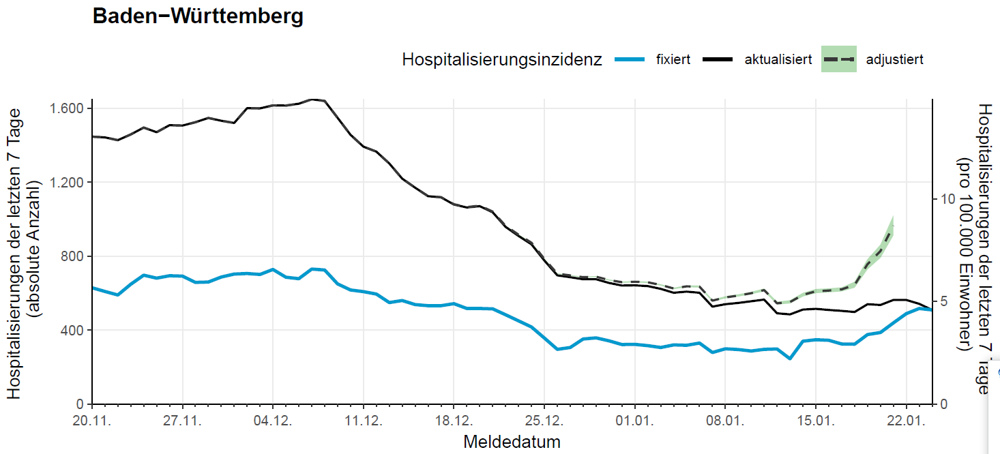 Baden−Württemberg
Hospitalisierungsinzidenz fixiert aktualisiert adjustiert
Hospitalisierungen der letzten 7 Tage
(absolute Anzahl)
1.600
1.200
800
400
0
10
5
0
Hospitalisierungen der letzten 7 Tage
(pro 100.000 Einwohner)
20.11. 27.11. 04.12. 11.12. 18.12. 25.12. 01.01. 08.01. 15.01. 22.01.
Meldedatum